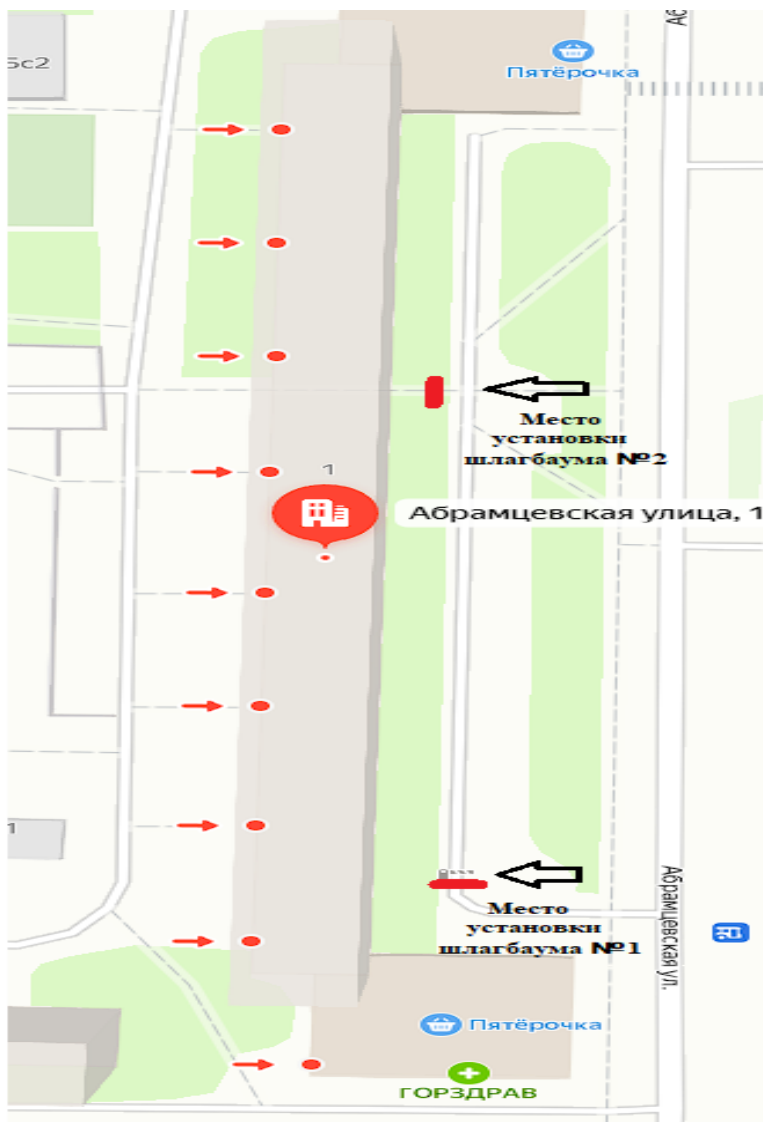 5с2
Пятёрочка
Место
установки
шлагбаума №2
1
Абрамцевская улица, 1
1
Место
установки
шлагбаума №1
Абрамцевская ул.
Пятёрочка
ГОРЗДРАВ